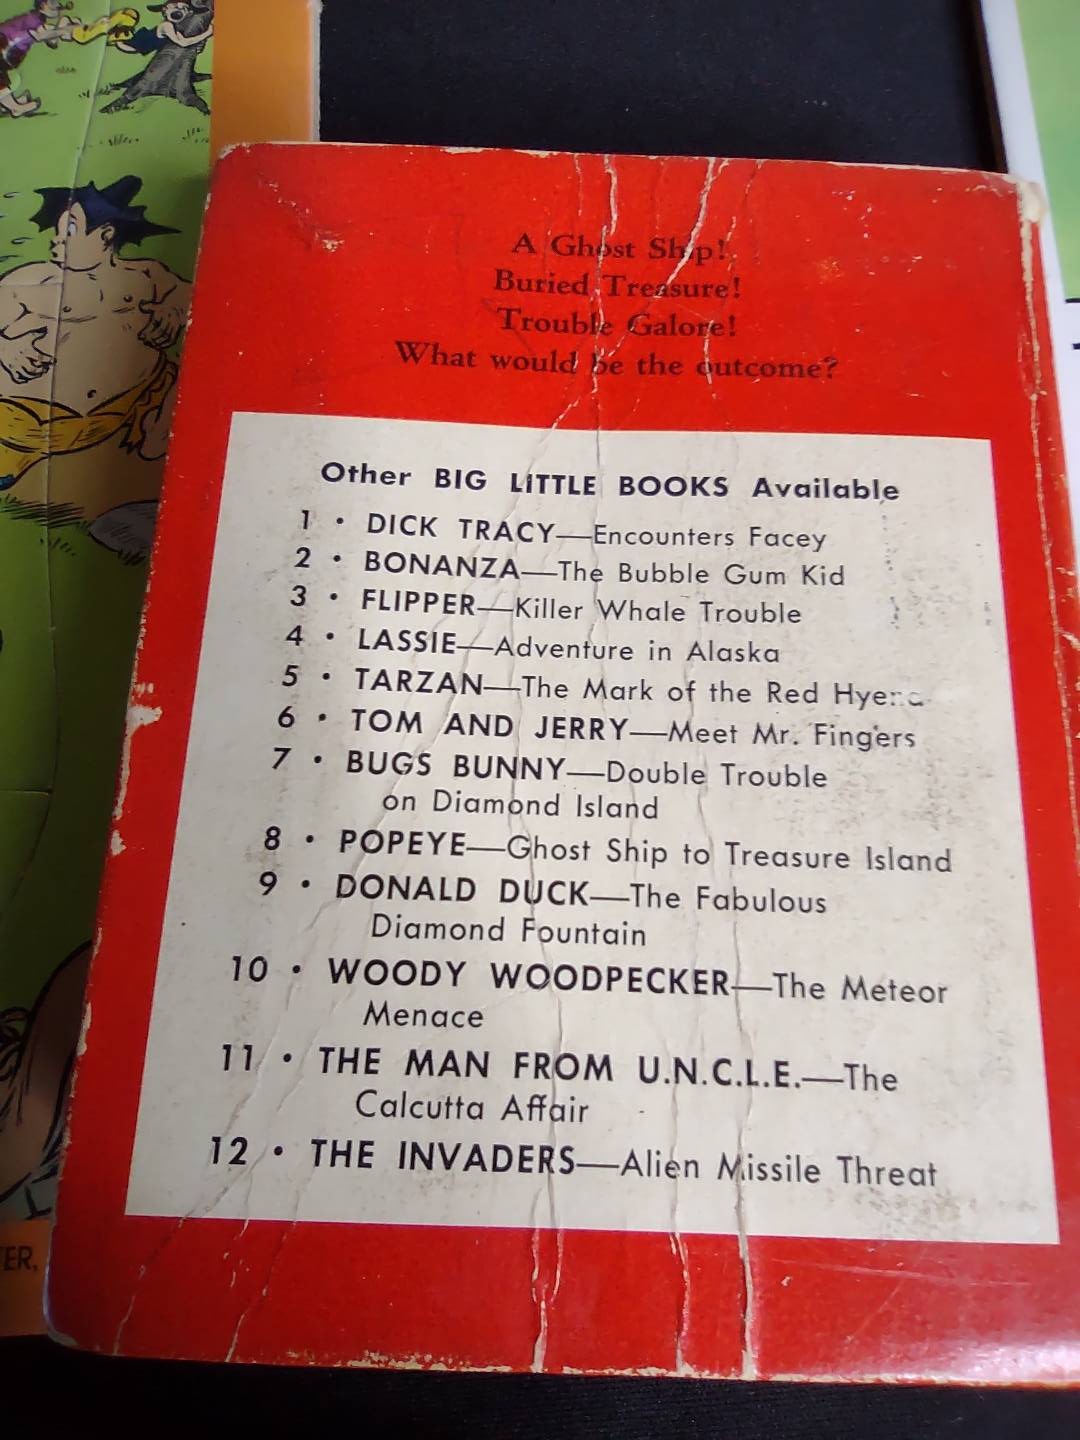 A Ghost Ship!
Buried Treasure!
Trouble Galore!
What would be the outcome?
Other BIG LITTLE BOOKS Available
1 • DICK TRACY—Encounters Facey
2 • BONANZA—The Bubble Gum Kid
3 • FLIPPER—Killer Whale Trouble
4 • LASSIE—Adventure in Alaska
5 • TARZAN—The Mark of the Red Hyena
6 • TOM AND JERRY—Meet Mr. Fingers
7 • BUGS BUNNY—Double Trouble
on Diamond Island
8 • POPEYE—Ghost Ship to Treasure Island
9 • DONALD DUCK—The Fabulous
Diamond Fountain
10 • WOODY WOODPECKER—The Meteor
Menace
11 • THE MAN FROM U.N.C.L.E.—The
Calcutta Affair
12 • THE INVADERS—Alien Missile Threat